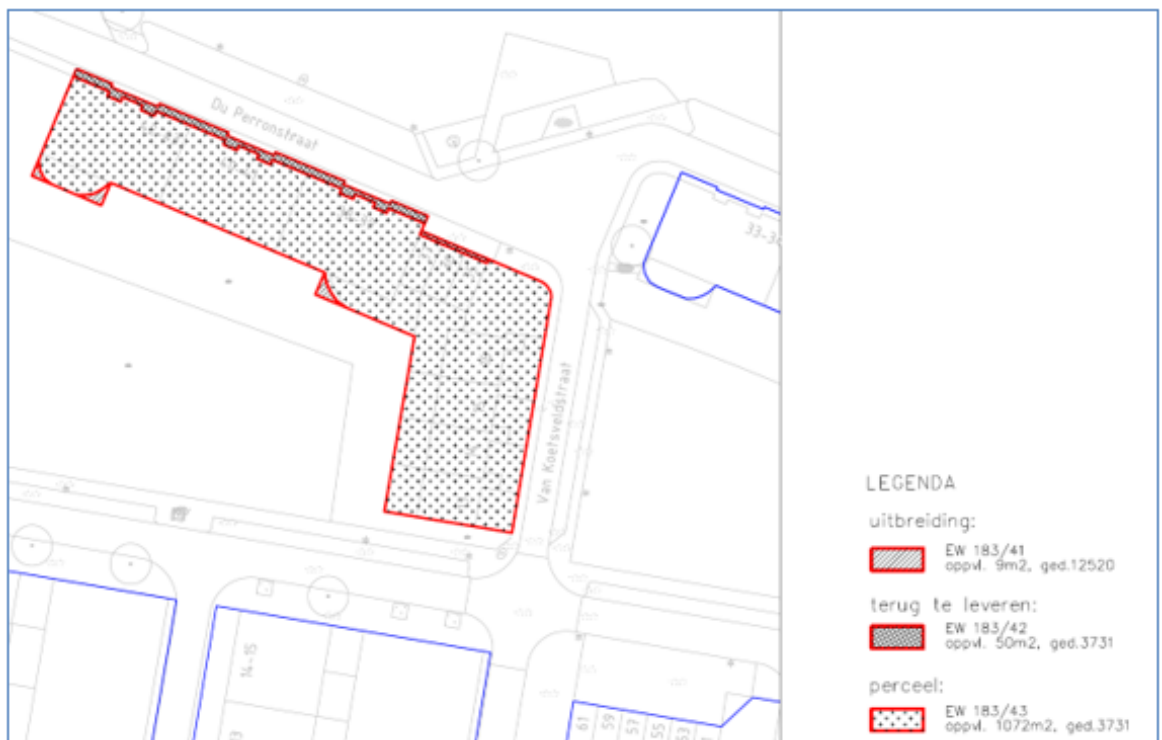 Du Perronstraat
33-3
Van Koetsveldstraat
14-15
61
59
57
55
53
LEGENDA
uitbreiding:
EW 183/41
oppvl. 9m2, ged.12520
terug te leveren:
EW 183/42
oppvl. 50m2, ged.3731
perceel:
EW 183/43
oppvl. 1072m2, ged.3731